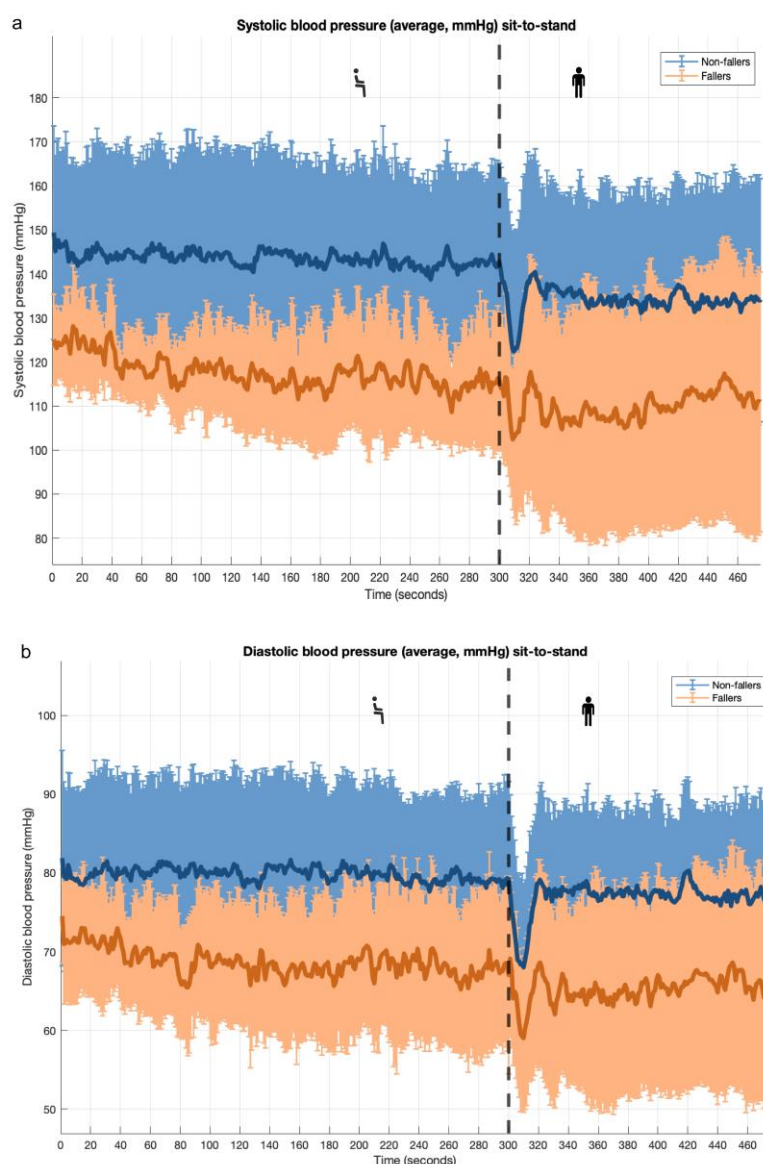 a
Systolic blood pressure (average, mmHg) sit-to-stand
Non-fallers
Fallers
180
170
160
150
140
130
120
110
100
90
80
Systolic blood pressure (mmHg)
0 20 40 60 80 100 120 140 160 180 200 220 240 260 280 300 320 340 360 380 400 420 440 460
Time (seconds)
b
Diastolic blood pressure (average, mmHg) sit-to-stand
Non-fallers
Fallers
100
90
80
70
60
50
Diastolic blood pressure (mmHg)
0 20 40 60 80 100 120 140 160 180 200 220 240 260 280 300 320 340 360 380 400 420 440 460
Time (seconds)